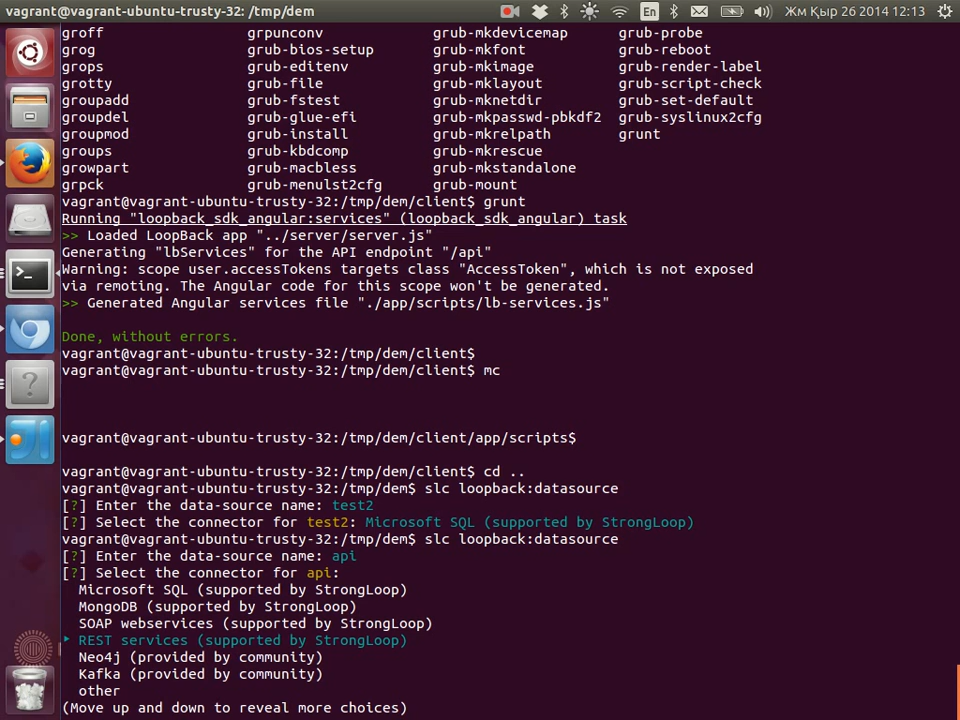 vagrant@vagrant-ubuntu-trusty-32: /tmp/dem
En
Жм Қыр 26 2014 12:13
groff grpunconv grub-mkdevicemap grub-probe
grog grub-bios-setup grub-mkfont grub-reboot
grops grub-editenv grub-mkimage grub-render-label
grotty grub-file grub-mklayout grub-script-check
groupadd grub-fstest grub-mknetdir grub-set-default
groupdel grub-glue-efi grub-mkpasswd-pbkdf2 grub-syslinux2cfg
groupmod grub-install grub-mkrelpath grunt
groups grub-kbdcomp grub-mkrescue
growpart grub-macbless grub-mkstandalone
grpck grub-menulst2cfg grub-mount
vagrant@vagrant-ubuntu-trusty-32:/tmp/dem/client$ grunt
Running "loopback_sdk_angular:services" (loopback_sdk_angular) task
>> Loaded LoopBack app "../server/server.js"
Generating "lbServices" for the API endpoint "/api"
Warning: scope user.accessTokens targets class "AccessToken", which is not exposed
via remoting. The Angular code for this scope won't be generated.
>> Generated Angular services file "./app/scripts/lb-services.js"
Done, without errors.
vagrant@vagrant-ubuntu-trusty-32:/tmp/dem/client$
vagrant@vagrant-ubuntu-trusty-32:/tmp/dem/client$ mc
vagrant@vagrant-ubuntu-trusty-32:/tmp/dem/client/app/scripts$
vagrant@vagrant-ubuntu-trusty-32:/tmp/dem/client$ cd ..
vagrant@vagrant-ubuntu-trusty-32:/tmp/dem$ slc loopback:datasource
[?] Enter the data-source name: test2
[?] Select the connector for test2: Microsoft SQL (supported by StrongLoop)
vagrant@vagrant-ubuntu-trusty-32:/tmp/dem$ slc loopback:datasource
[?] Enter the data-source name: api
[?] Select the connector for api:
Microsoft SQL (supported by StrongLoop)
MongoDB (supported by StrongLoop)
SOAP webservices (supported by StrongLoop)
‣ REST services (supported by StrongLoop)
Neo4j (provided by community)
Kafka (provided by community)
other
(Move up and down to reveal more choices)